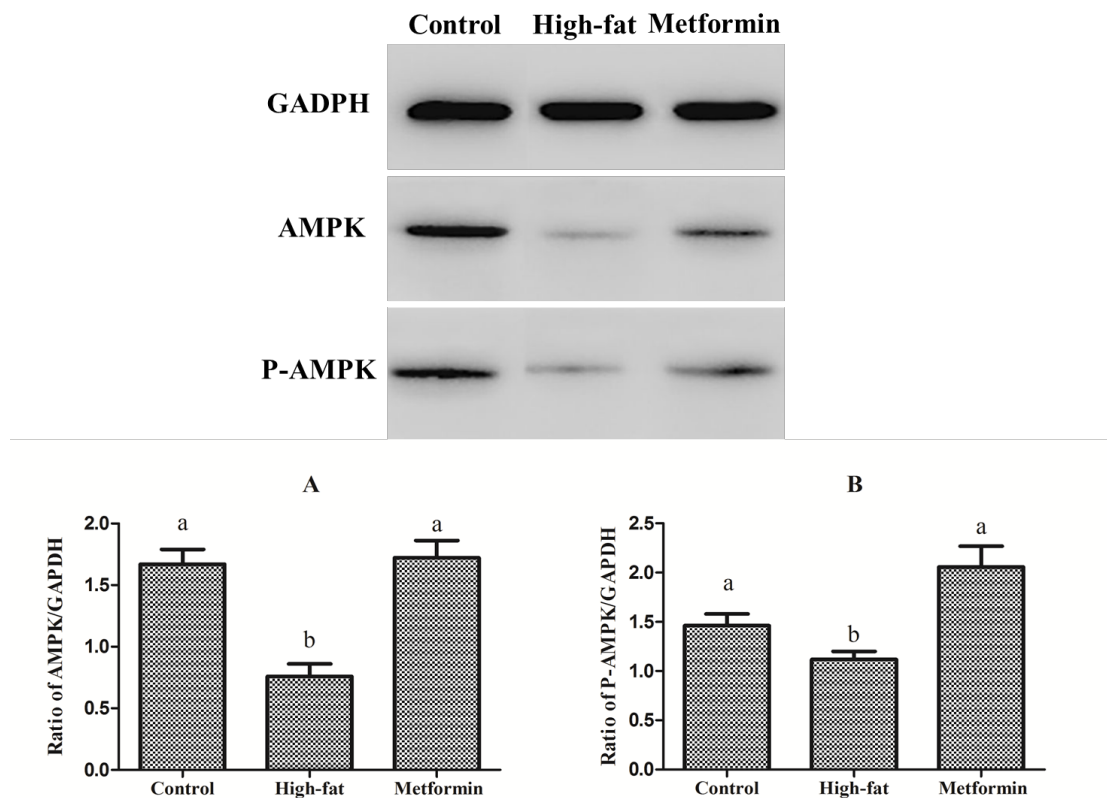 Control High-fat Metformin
GADPH
AMPK
P-AMPK
A
Ratio of AMPK/GAPDH
2.0
1.5
1.0
0.5
0.0
a
b
a
Control High-fat Metformin
B
Ratio of P-AMPK/GAPDH
2.5
2.0
1.5
1.0
0.5
0.0
a
b
a
Control High-fat Metformin